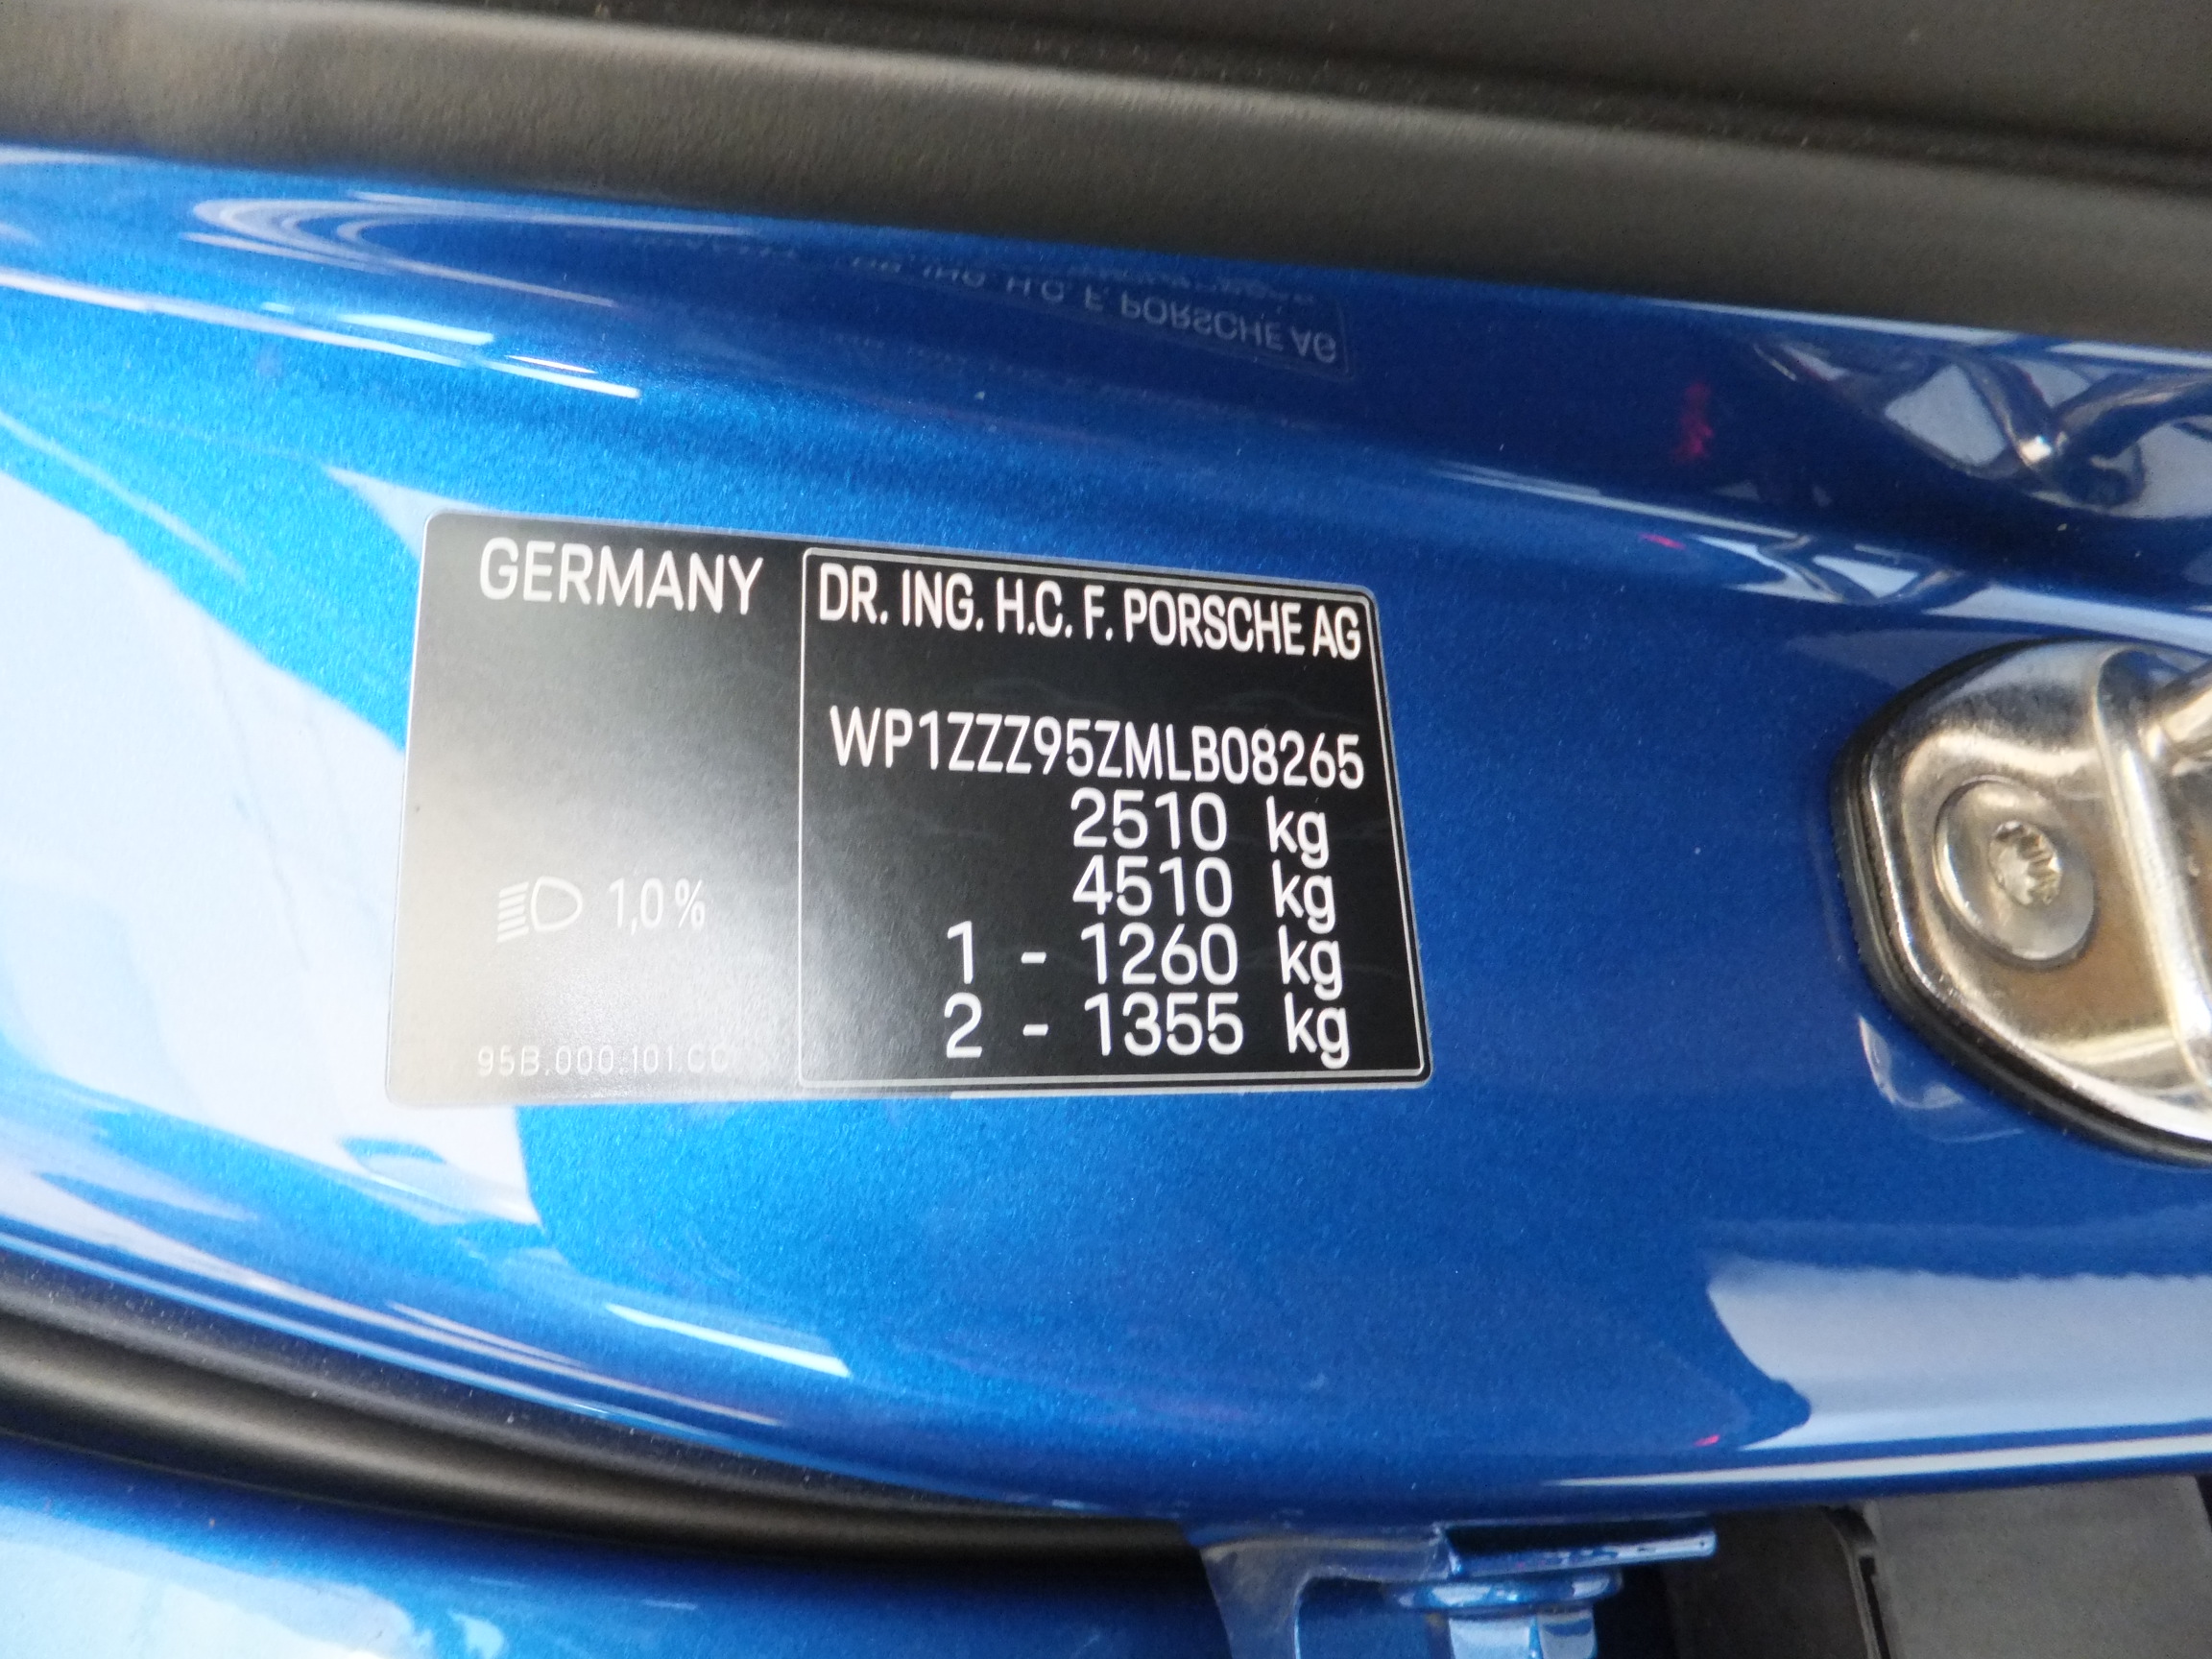 GERMANY
DR. ING. H.C. F. PORSCHE AG
WP1ZZZ95ZMLB08265
2510 kg
4510 kg
1 - 1260 kg
2 - 1355 kg
1,0 %
95B.000.101.CC